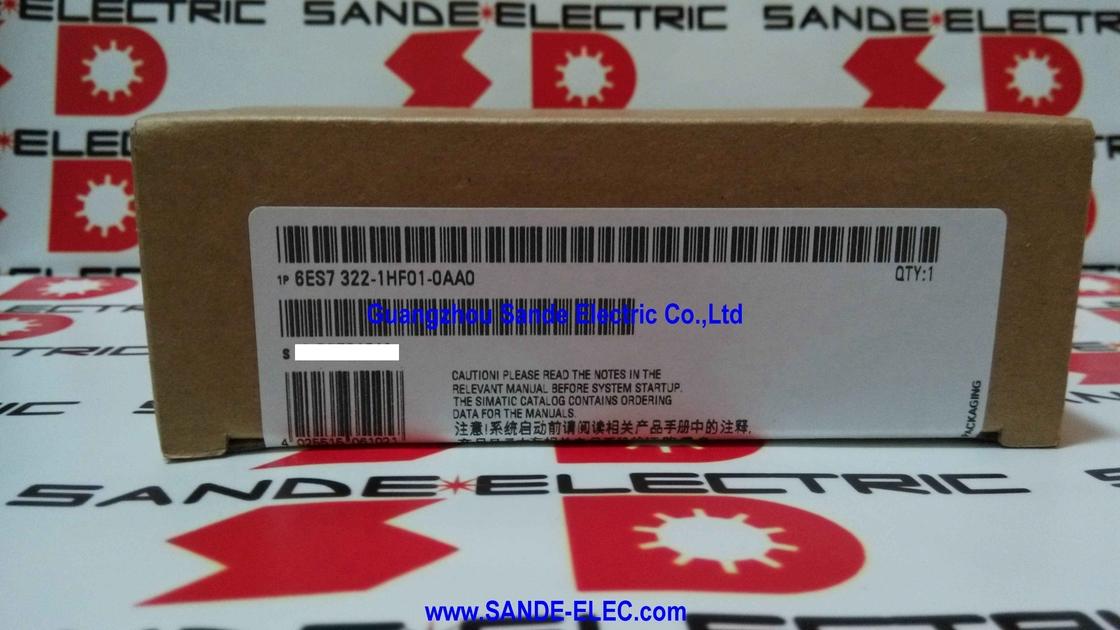 SANDE ELECTRIC
SANDE ELECTRIC
SD
1P 6ES7 322-1HF01-0AA0
QTY:1
Guangzhou Sande Electric Co.,Ltd
S
CAUTION! PLEASE READ THE NOTES IN THE
RELEVANT MANUAL BEFORE SYSTEM STARTUP.
THE SIMATIC CATALOG CONTAINS ORDERING
DATA FOR THE MANUALS.
注意!系统启动前请阅读相关产品手册中的注释,
PACKAGING
SANDE ELECTRIC
SD
www.SANDE-ELEC.com